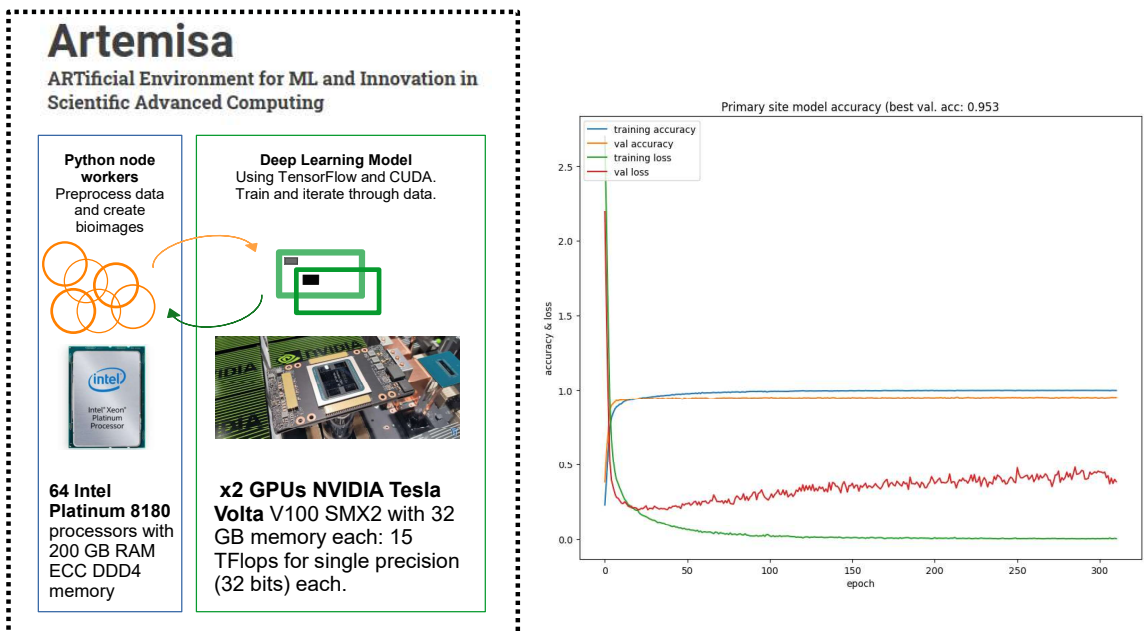 Artemisa
ARTificial Environment for ML and Innovation in
Scientific Advanced Computing
Python node
workers
Preprocess data
and create
bioimages
Deep Learning Model
Using TensorFlow and CUDA.
Train and iterate through data.
intel
Intel® Xeon®
Platinum
Processor
NVIDIA
NVIDIA
64 Intel
Platinum 8180
processors with
200 GB RAM
ECC DDD4
memory
x2 GPUs NVIDIA Tesla
Volta V100 SMX2 with 32
GB memory each: 15
TFlops for single precision
(32 bits) each.
Primary site model accuracy (best val. acc: 0.953
training accuracy
val accuracy
training loss
val loss
accuracy & loss
2.5
2.0
1.5
1.0
0.5
0.0
0 50 100 150 200 250 300
epoch